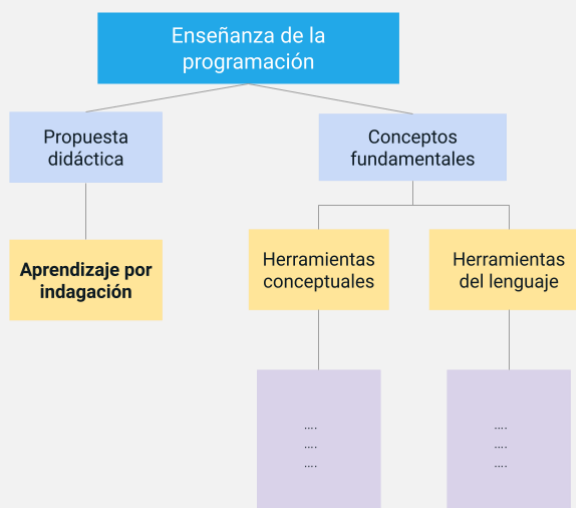 Enseñanza de la
programación
Propuesta
didáctica
Conceptos
fundamentales
Aprendizaje por
indagación
Herramientas
conceptuales
Herramientas
del lenguaje
....
....
....
....
....
....